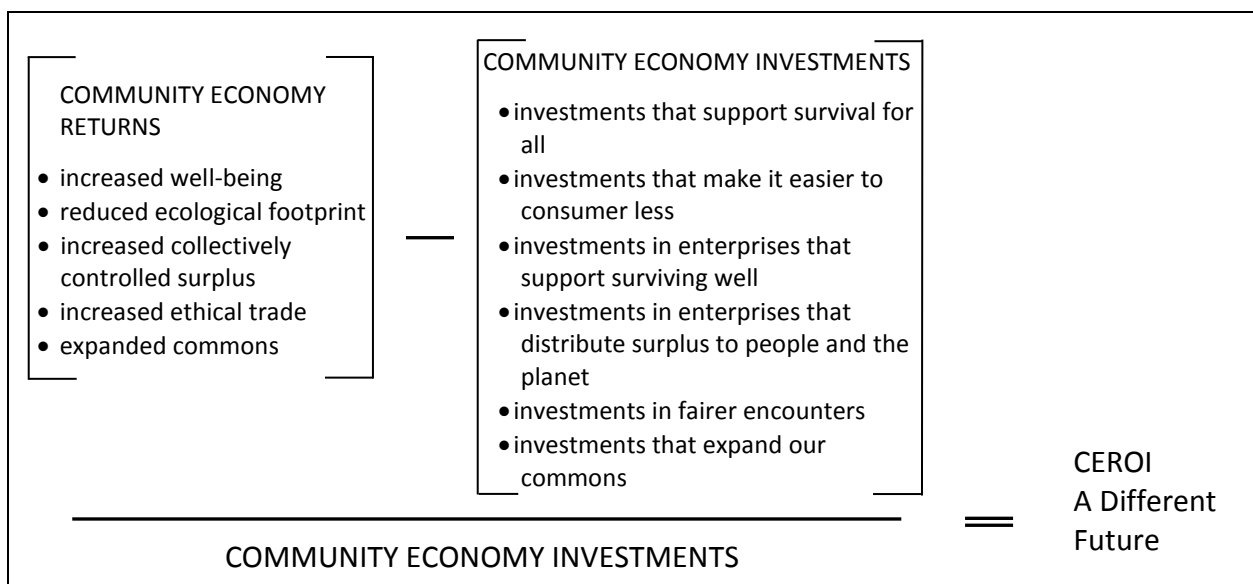 COMMUNITY ECONOMY
RETURNS
• increased well-being
• reduced ecological footprint
• increased collectively
controlled surplus
• increased ethical trade
• expanded commons
—
COMMUNITY ECONOMY INVESTMENTS
• investments that support survival for
all
• investments that make it easier to
consumer less
• investments in enterprises that
support surviving well
• investments in enterprises that
distribute surplus to people and the
planet
• investments in fairer encounters
• investments that expand our
commons
COMMUNITY ECONOMY INVESTMENTS
=
CEROI
A Different
Future